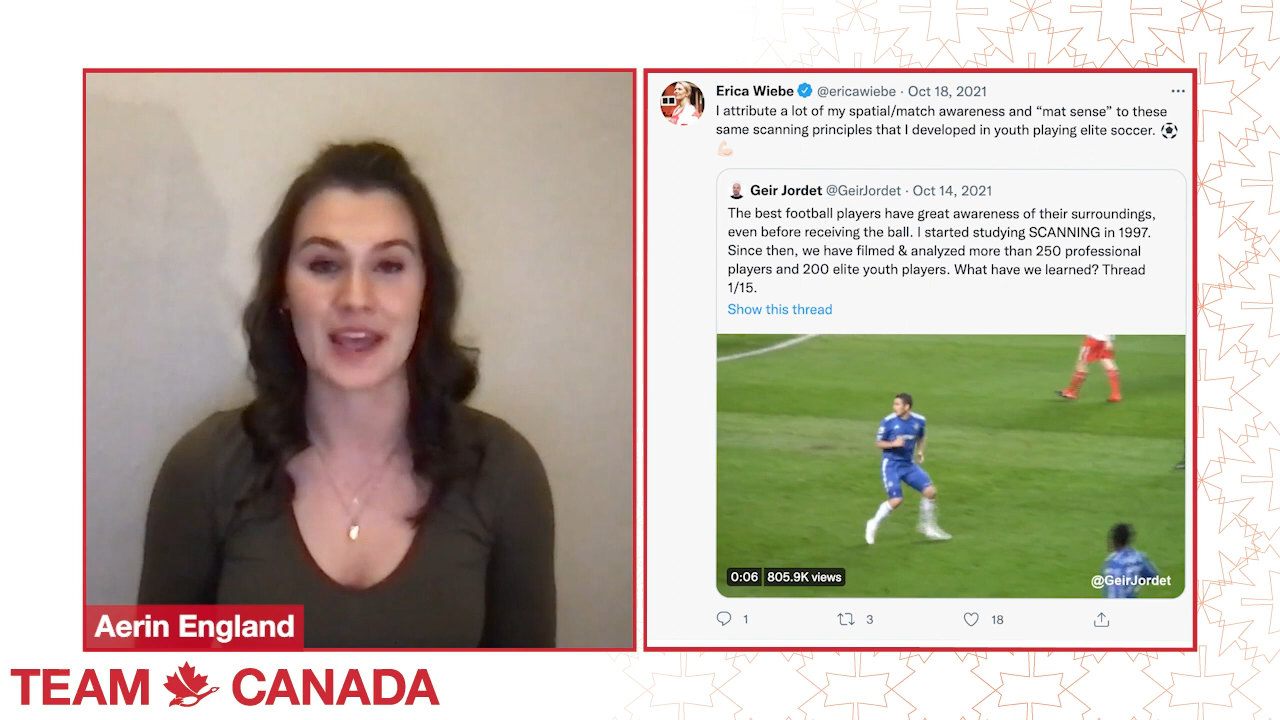 Erica Wiebe @ericawiebe · Oct 18, 2021
I attribute a lot of my spatial/match awareness and “mat sense” to these
same scanning principles that I developed in youth playing elite soccer. ⚽
💪🏻
Geir Jordet @GeirJordet · Oct 14, 2021
The best football players have great awareness of their surroundings,
even before receiving the ball. I started studying SCANNING in 1997.
Since then, we have filmed & analyzed more than 250 professional
players and 200 elite youth players. What have we learned? Thread
1/15.
Show this thread
0:06 805.9K views
@GeirJordet
1 3 18
Aerin England
TEAM CANADA